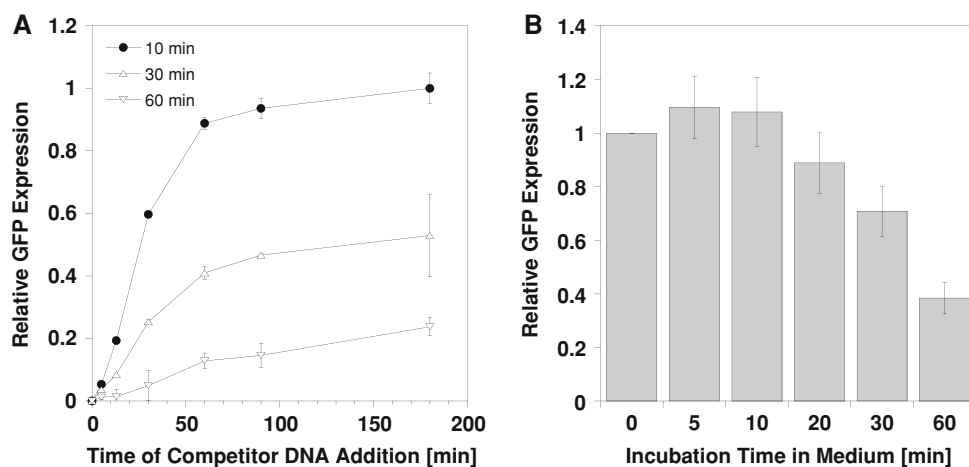 A
1.2
1
0.8
0.6
0.4
0.2
0
0 50 100 150 200
10 min
30 min
60 min
Relative GFP Expression
Time of Competitor DNA Addition [min]
B
1.4
1.2
1
0.8
0.6
0.4
0.2
0
0 5 10 20 30 60
Relative GFP Expression
Incubation Time in Medium [min]